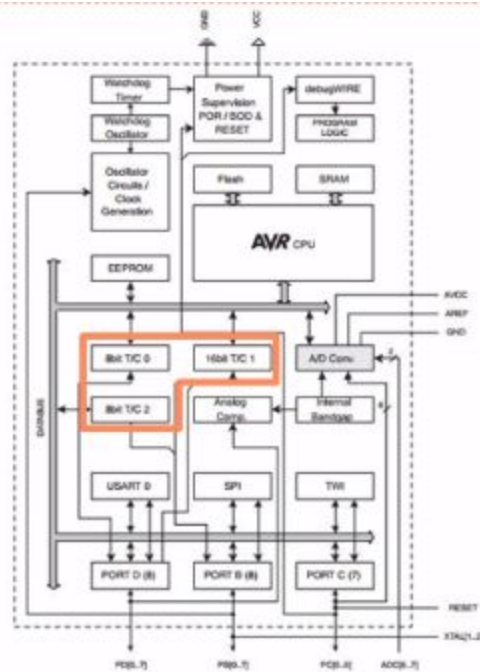 GND
VCC
Watchdog
Timer
Power
Supervision
POR / BOD &
RESET
debugWIRE
Watchdog
Oscillator
PROGRAM
LOGIC
Oscillator
Circuits /
Clock
Generation
Flash
SRAM
AVR CPU
EEPROM
AVCC
AREF
GND
8bit T/C 0
16bit T/C 1
A/D Conv.
2
8bit T/C 2
Analog
Comp.
Internal
Bandgap
6
DATABUS
USART 0
SPI
TWI
PORT D (8)
PORT B (8)
PORT C (7)
RESET
XTAL[1..2]
PD[0..7]
PB[0..7]
PC[0..6]
ADC[6..7]